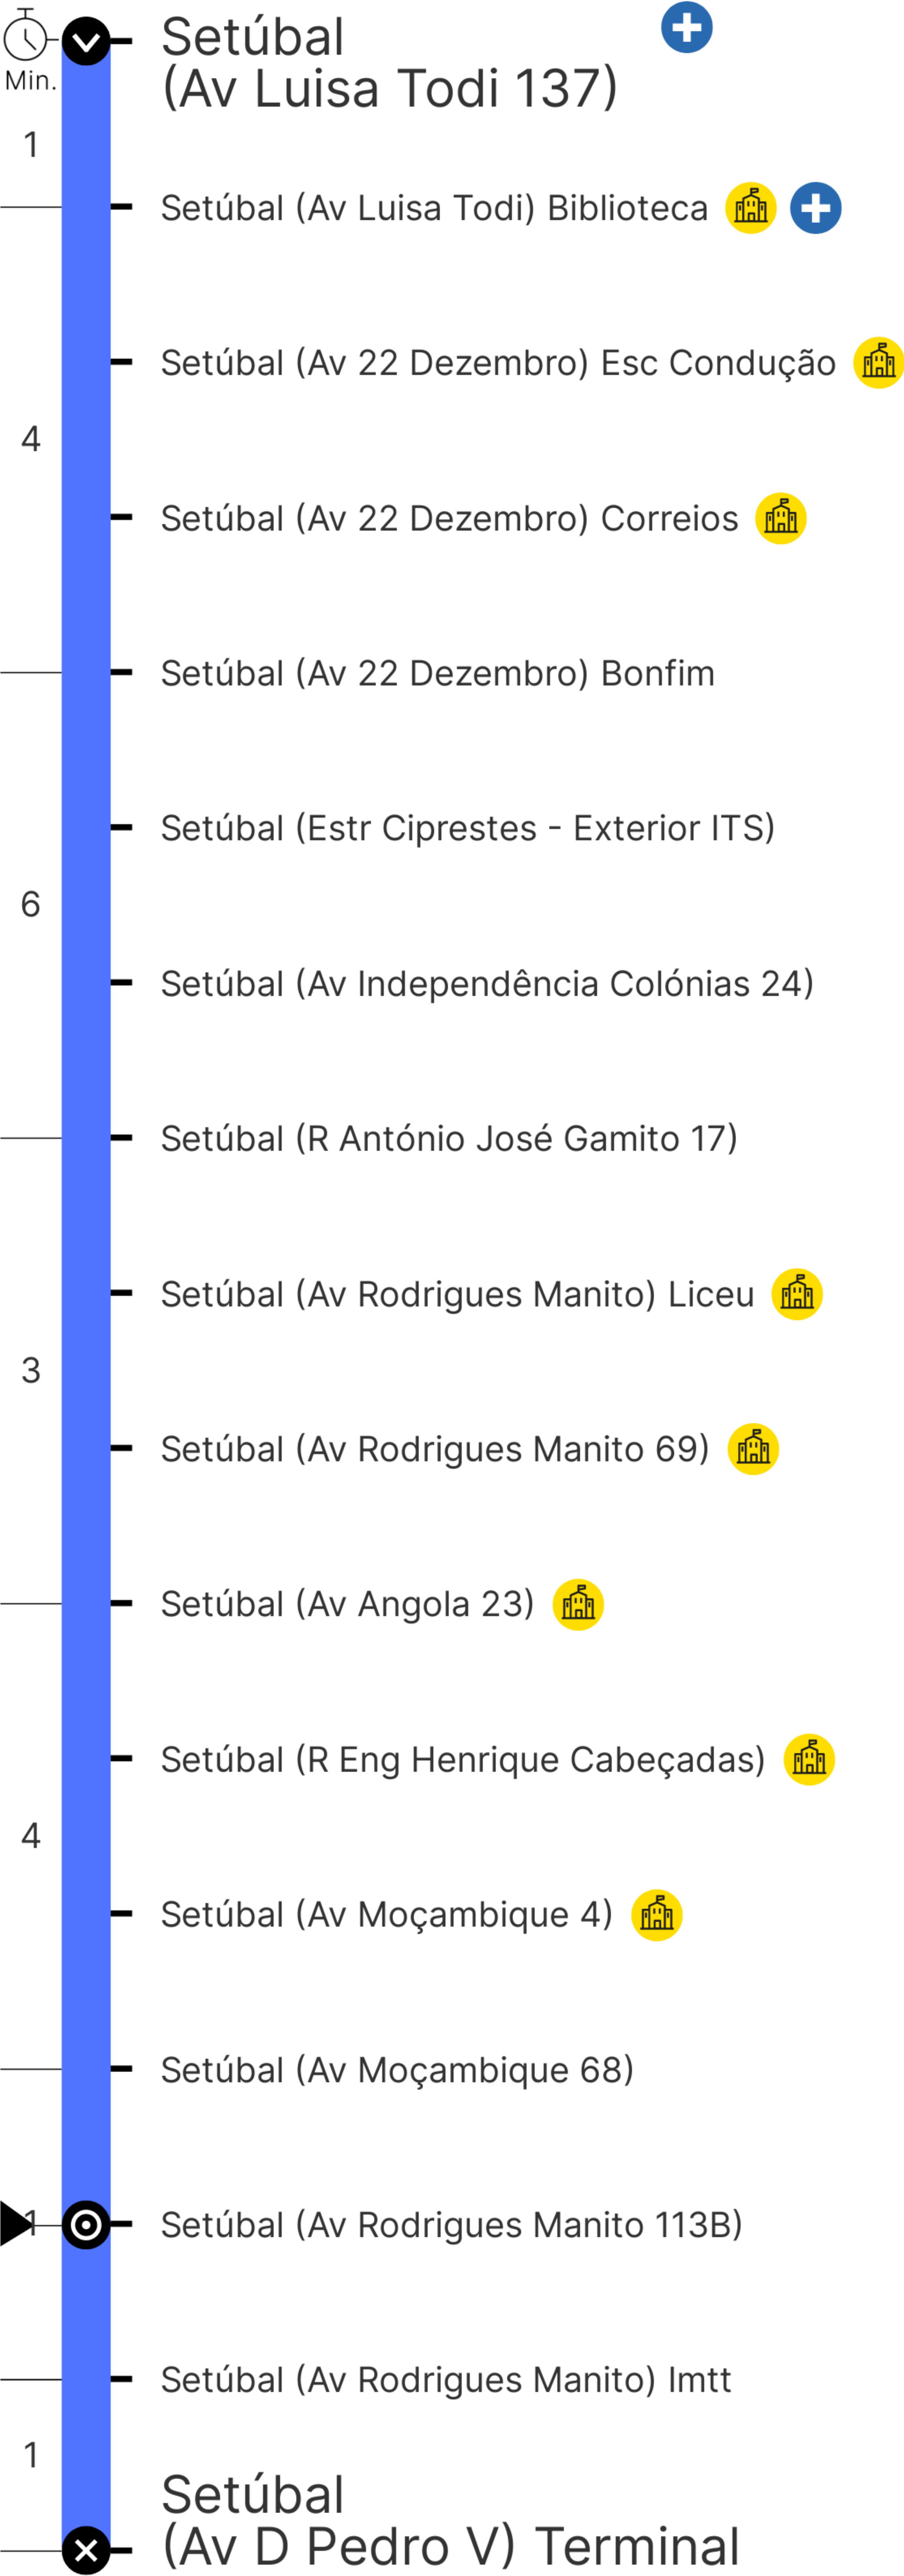 Min.
Setúbal
(Av Luisa Todi 137)
1
Setúbal (Av Luisa Todi) Biblioteca
Setúbal (Av 22 Dezembro) Esc Condução
4
Setúbal (Av 22 Dezembro) Correios
Setúbal (Av 22 Dezembro) Bonfim
Setúbal (Estr Ciprestes - Exterior ITS)
6
Setúbal (Av Independência Colónias 24)
Setúbal (R António José Gamito 17)
Setúbal (Av Rodrigues Manito) Liceu
3
Setúbal (Av Rodrigues Manito 69)
Setúbal (Av Angola 23)
Setúbal (R Eng Henrique Cabeçadas)
4
Setúbal (Av Moçambique 4)
Setúbal (Av Moçambique 68)
1
Setúbal (Av Rodrigues Manito 113B)
Setúbal (Av Rodrigues Manito) Imtt
1
Setúbal
(Av D Pedro V) Terminal